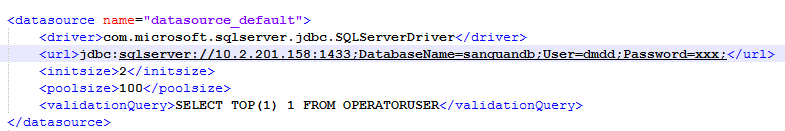 <datasource name="datasource_default">
<driver>com.microsoft.sqlserver.jdbc.SQLServerDriver</driver>
<url>jdbc:sqlserver://10.2.201.158:1433;DatabaseName=sanquandb;User=dmdd;Password=xxx;</url>
<initsize>2</initsize>
<poolsize>100</poolsize>
<validationQuery>SELECT TOP(1) 1 FROM OPERATORUSER</validationQuery>
</datasource>